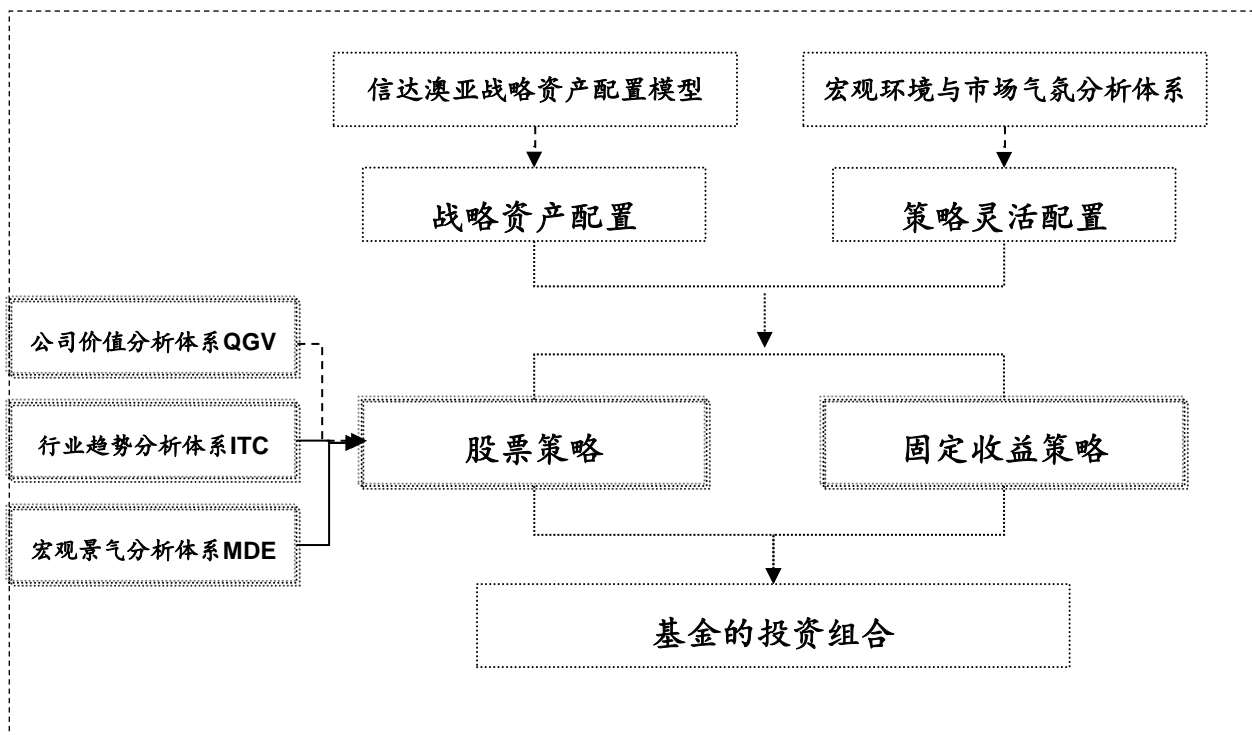 信达澳亚战略资产配置模型
宏观环境与市场气氛分析体系
战略资产配置
策略灵活配置
公司价值分析体系QGV
行业趋势分析体系ITC
股票策略
固定收益策略
宏观景气分析体系MDE
基金的投资组合